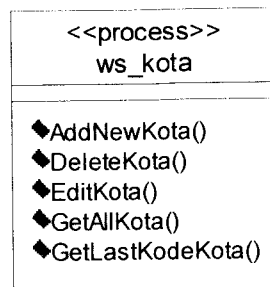 <<process>>
ws_kota
AddNewKota()
DeleteKota()
EditKota()
GetAllKota()
GetLastKodeKota()